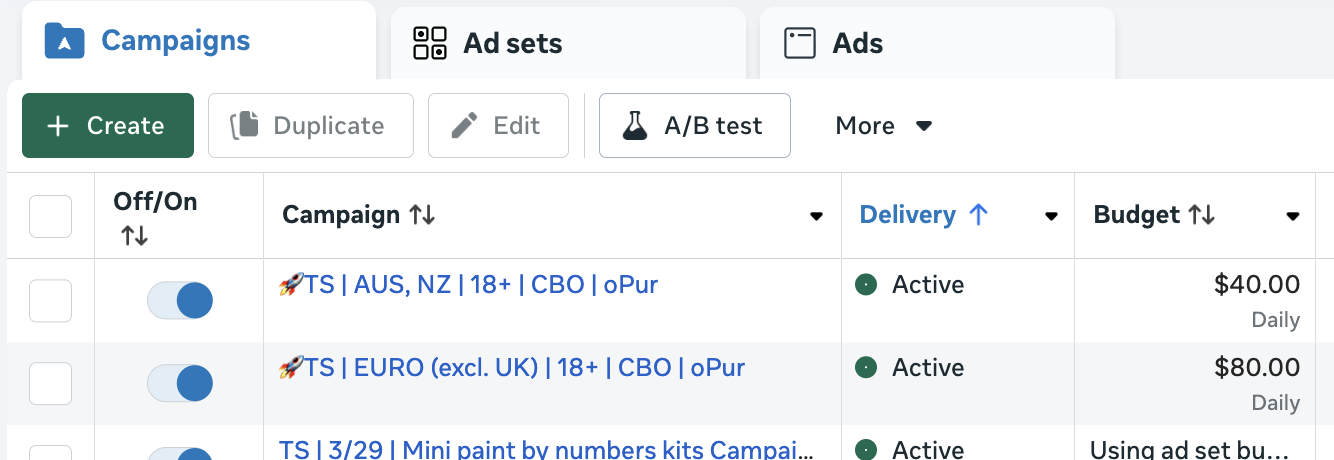 Campaigns
Ad sets
Ads
+ Create
Duplicate
Edit
A/B test
More
Off/On
Campaign
Delivery
Budget
🚀TS | AUS, NZ | 18+ | CBO | oPur
Active
$40.00
Daily
🚀TS | EURO (excl. UK) | 18+ | CBO | oPur
Active
$80.00
Daily
TS | 3/29 | Mini paint by numbers kits Campai...
Active
Using ad set bu...